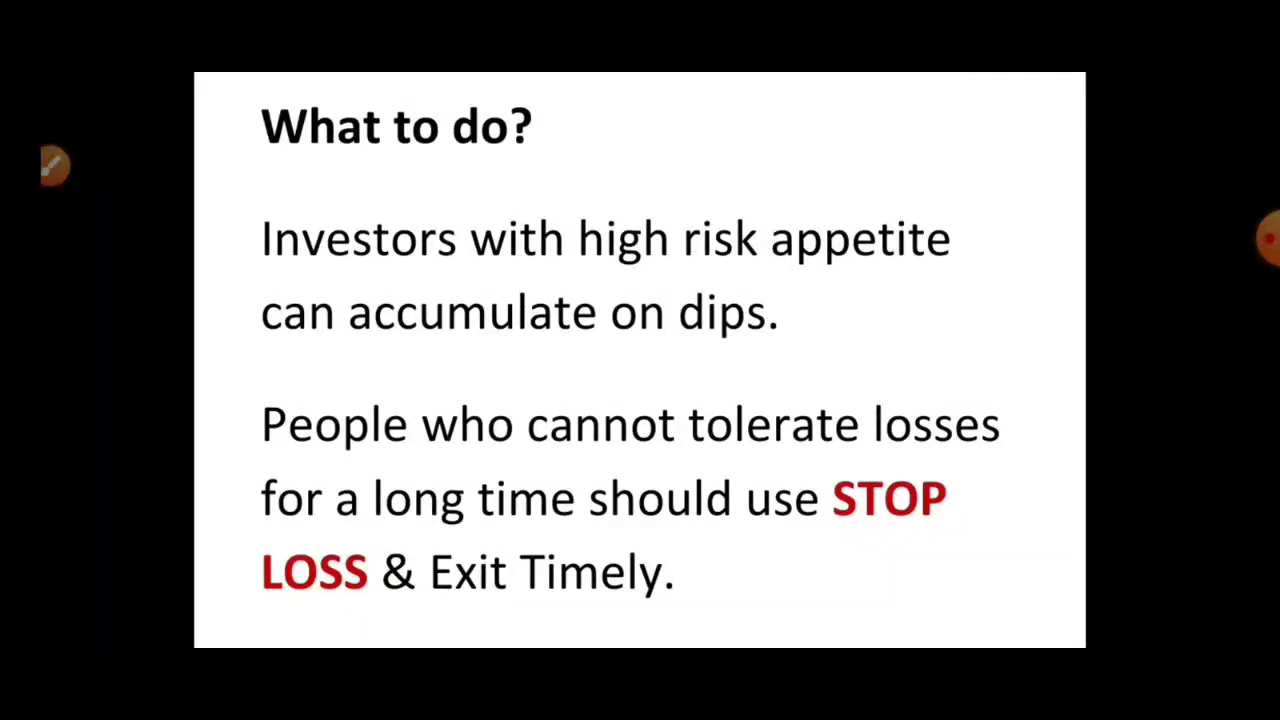 What to do?
Investors with high risk appetite
can accumulate on dips.
People who cannot tolerate losses
for a long time should use STOP
LOSS & Exit Timely.